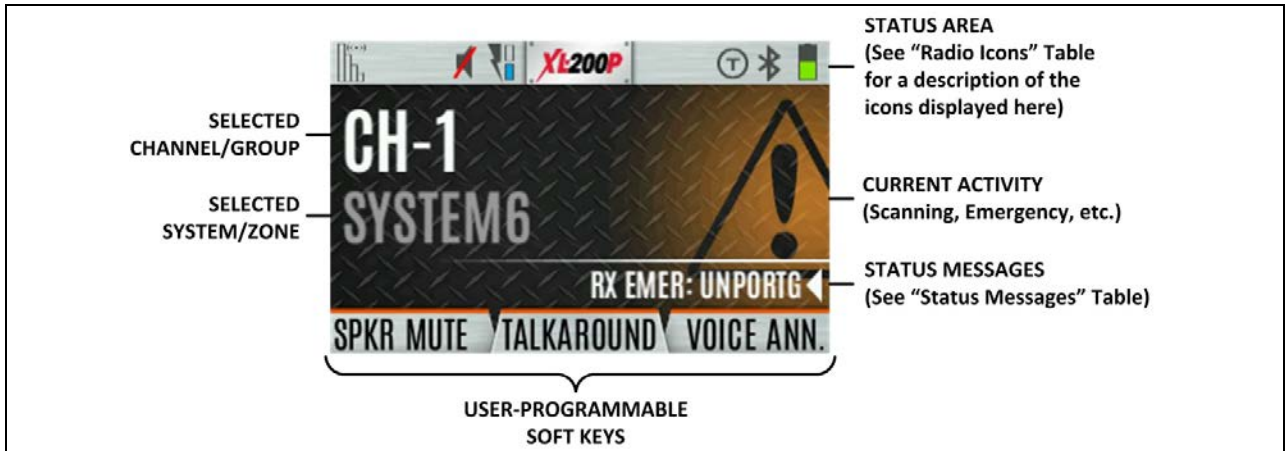 STATUS AREA
(See “Radio Icons” Table
for a description of the
icons displayed here)
XL-200P
T
SELECTED
CHANNEL/GROUP
CH-1
SELECTED
SYSTEM/ZONE
SYSTEM6
CURRENT ACTIVITY
(Scanning, Emergency, etc.)
RX EMER: UNPORTG
STATUS MESSAGES
(See “Status Messages” Table)
SPKR MUTE TALKAROUND VOICE ANN.
USER-PROGRAMMABLE
SOFT KEYS